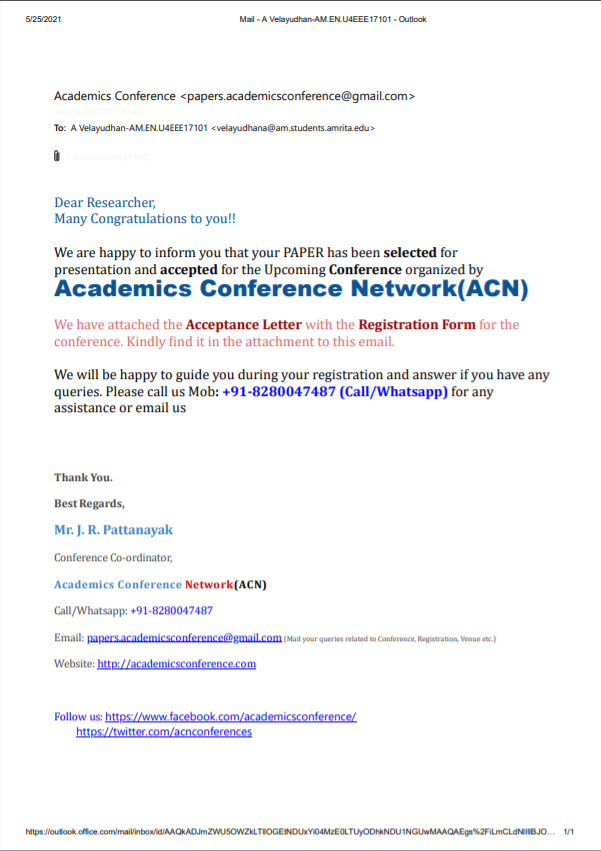 5/25/2021 Mail - A Velayudhan-AM.EN.U4EEE17101 - Outlook
Academics Conference <papers.academicsconference@gmail.com>
To: A Velayudhan-AM.EN.U4EEE17101 <velayudhana@am.students.amrita.edu>
Dear Researcher,
Many Congratulations to you!!
We are happy to inform you that your PAPER has been selected for
presentation and accepted for the Upcoming Conference organized by
Academics Conference Network(ACN)
We have attached the Acceptance Letter with the Registration Form for the
conference. Kindly find it in the attachment to this email.
We will be happy to guide you during your registration and answer if you have any
queries. Please call us Mob: +91-8280047487 (Call/Whatsapp) for any
assistance or email us
Thank You.
Best Regards,
Mr. J. R. Pattanayak
Conference Co-ordinator,
Academics Conference Network(ACN)
Call/Whatsapp: +91-8280047487
Email: papers.academicsconference@gmail.com (Mail your queries related to Conference, Registration, Venue etc.)
Website: http://academicsconference.com
Follow us: https://www.facebook.com/academicsconference/
https://twitter.com/acnconferences
1/1